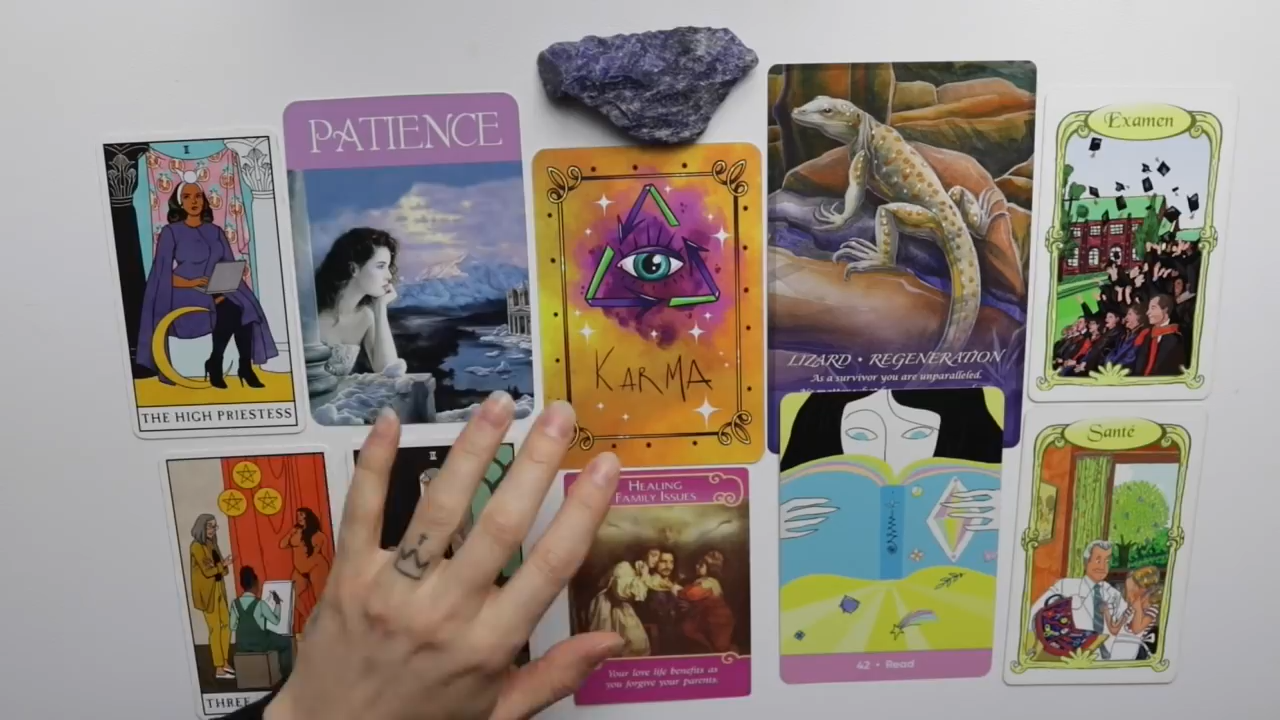 I
THE HIGH PRIESTESS
PATIENCE
KARMA
LIZARD • REGENERATION
As a survivor you are unparalleled.
Examen
THREE
II
HEALING
FAMILY ISSUES
Your love life benefits as
you forgive your parents.
42 • Read
Santé